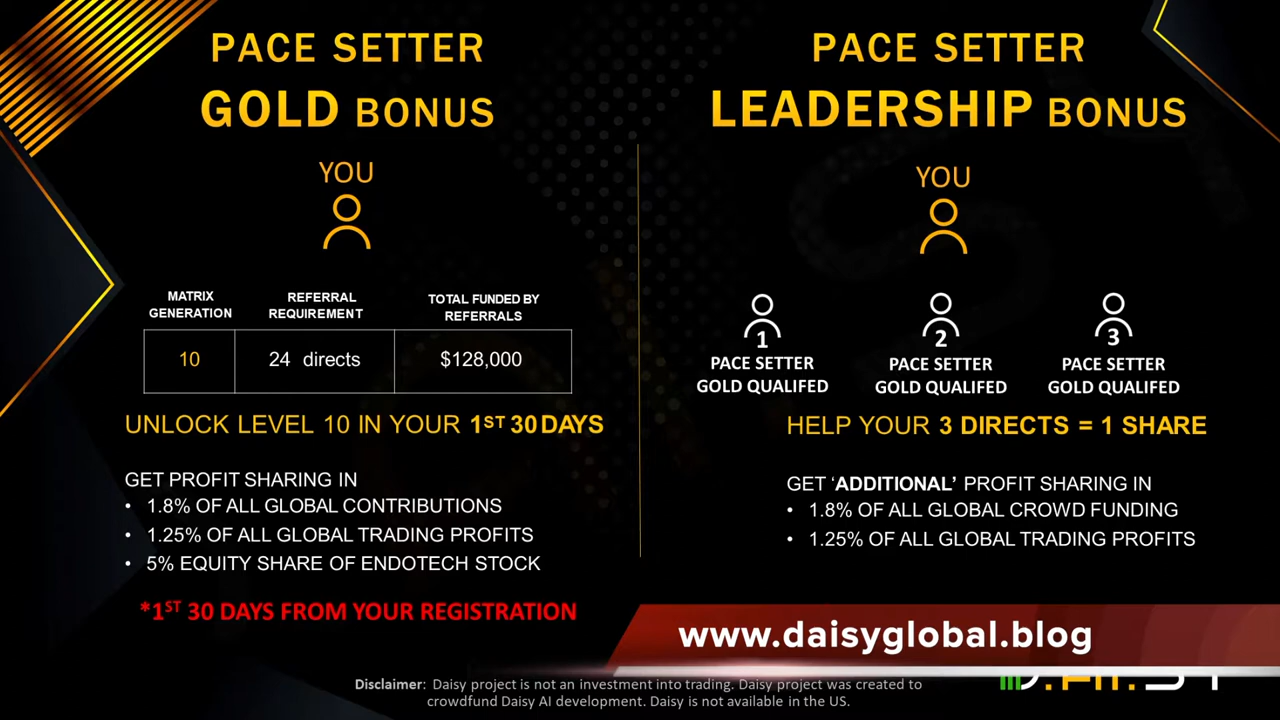 PACE SETTER
GOLD BONUS
YOU
MATRIX GENERATION
REFERRAL REQUIREMENT
TOTAL FUNDED BY REFERRALS
10
24 directs
$128,000
UNLOCK LEVEL 10 IN YOUR 1ST 30 DAYS
GET PROFIT SHARING IN
• 1.8% OF ALL GLOBAL CONTRIBUTIONS
• 1.25% OF ALL GLOBAL TRADING PROFITS
• 5% EQUITY SHARE OF ENDOTECH STOCK
*1ST 30 DAYS FROM YOUR REGISTRATION
PACE SETTER
LEADERSHIP BONUS
YOU
1
PACE SETTER
GOLD QUALIFED
2
PACE SETTER
GOLD QUALIFED
3
PACE SETTER
GOLD QUALIFED
HELP YOUR 3 DIRECTS = 1 SHARE
GET ‘ADDITIONAL’ PROFIT SHARING IN
• 1.8% OF ALL GLOBAL CROWD FUNDING
• 1.25% OF ALL GLOBAL TRADING PROFITS
www.daisyglobal.blog
Disclaimer: Daisy project is not an investment into trading. Daisy project was created to
crowdfund Daisy AI development. Daisy is not available in the US.